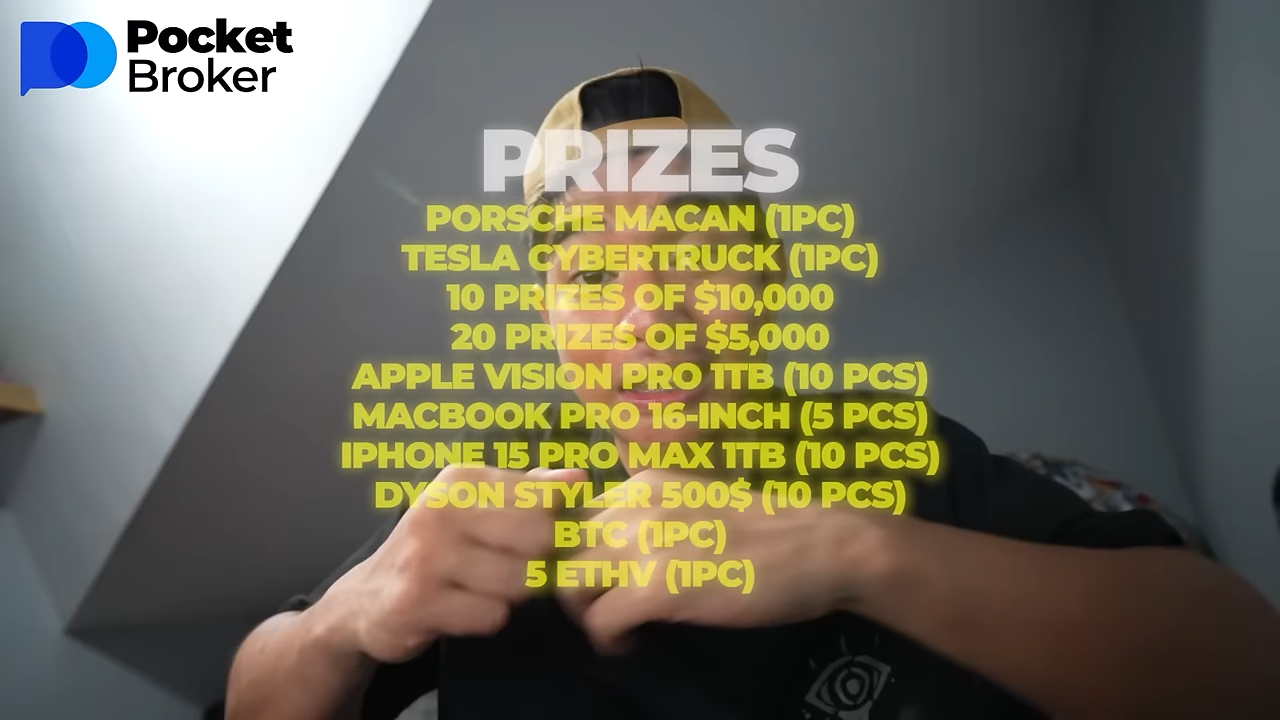 Pocket
Broker
PRIZES
PORSCHE MACAN (1PC)
TESLA CYBERTRUCK (1PC)
10 PRIZES OF $10,000
20 PRIZES OF $5,000
APPLE VISION PRO 1TB (10 PCS)
MACBOOK PRO 16-INCH (5 PCS)
IPHONE 15 PRO MAX 1TB (10 PCS)
DYSON STYLER 500$ (10 PCS)
BTC (1PC)
5 ETHV (1PC)